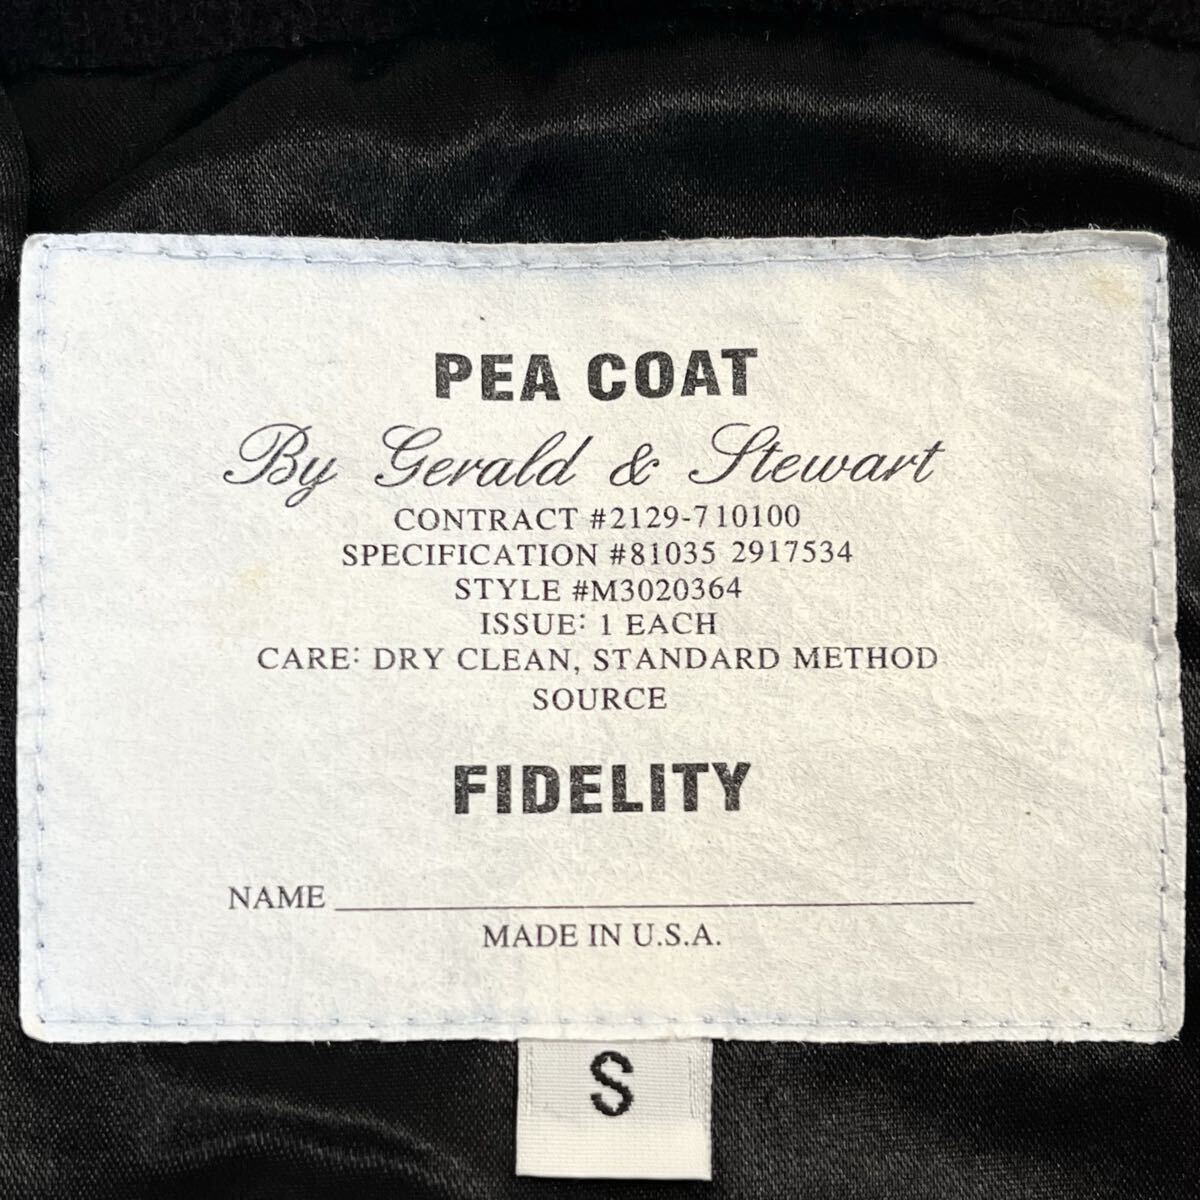 PEA COAT
By Gerald & Stewart
CONTRACT #2129-710100
SPECIFICATION #81035 2917534
STYLE #M3020364
ISSUE: 1 EACH
CARE: DRY CLEAN, STANDARD METHOD
SOURCE
FIDELITY
NAME
MADE IN U.S.A.
S